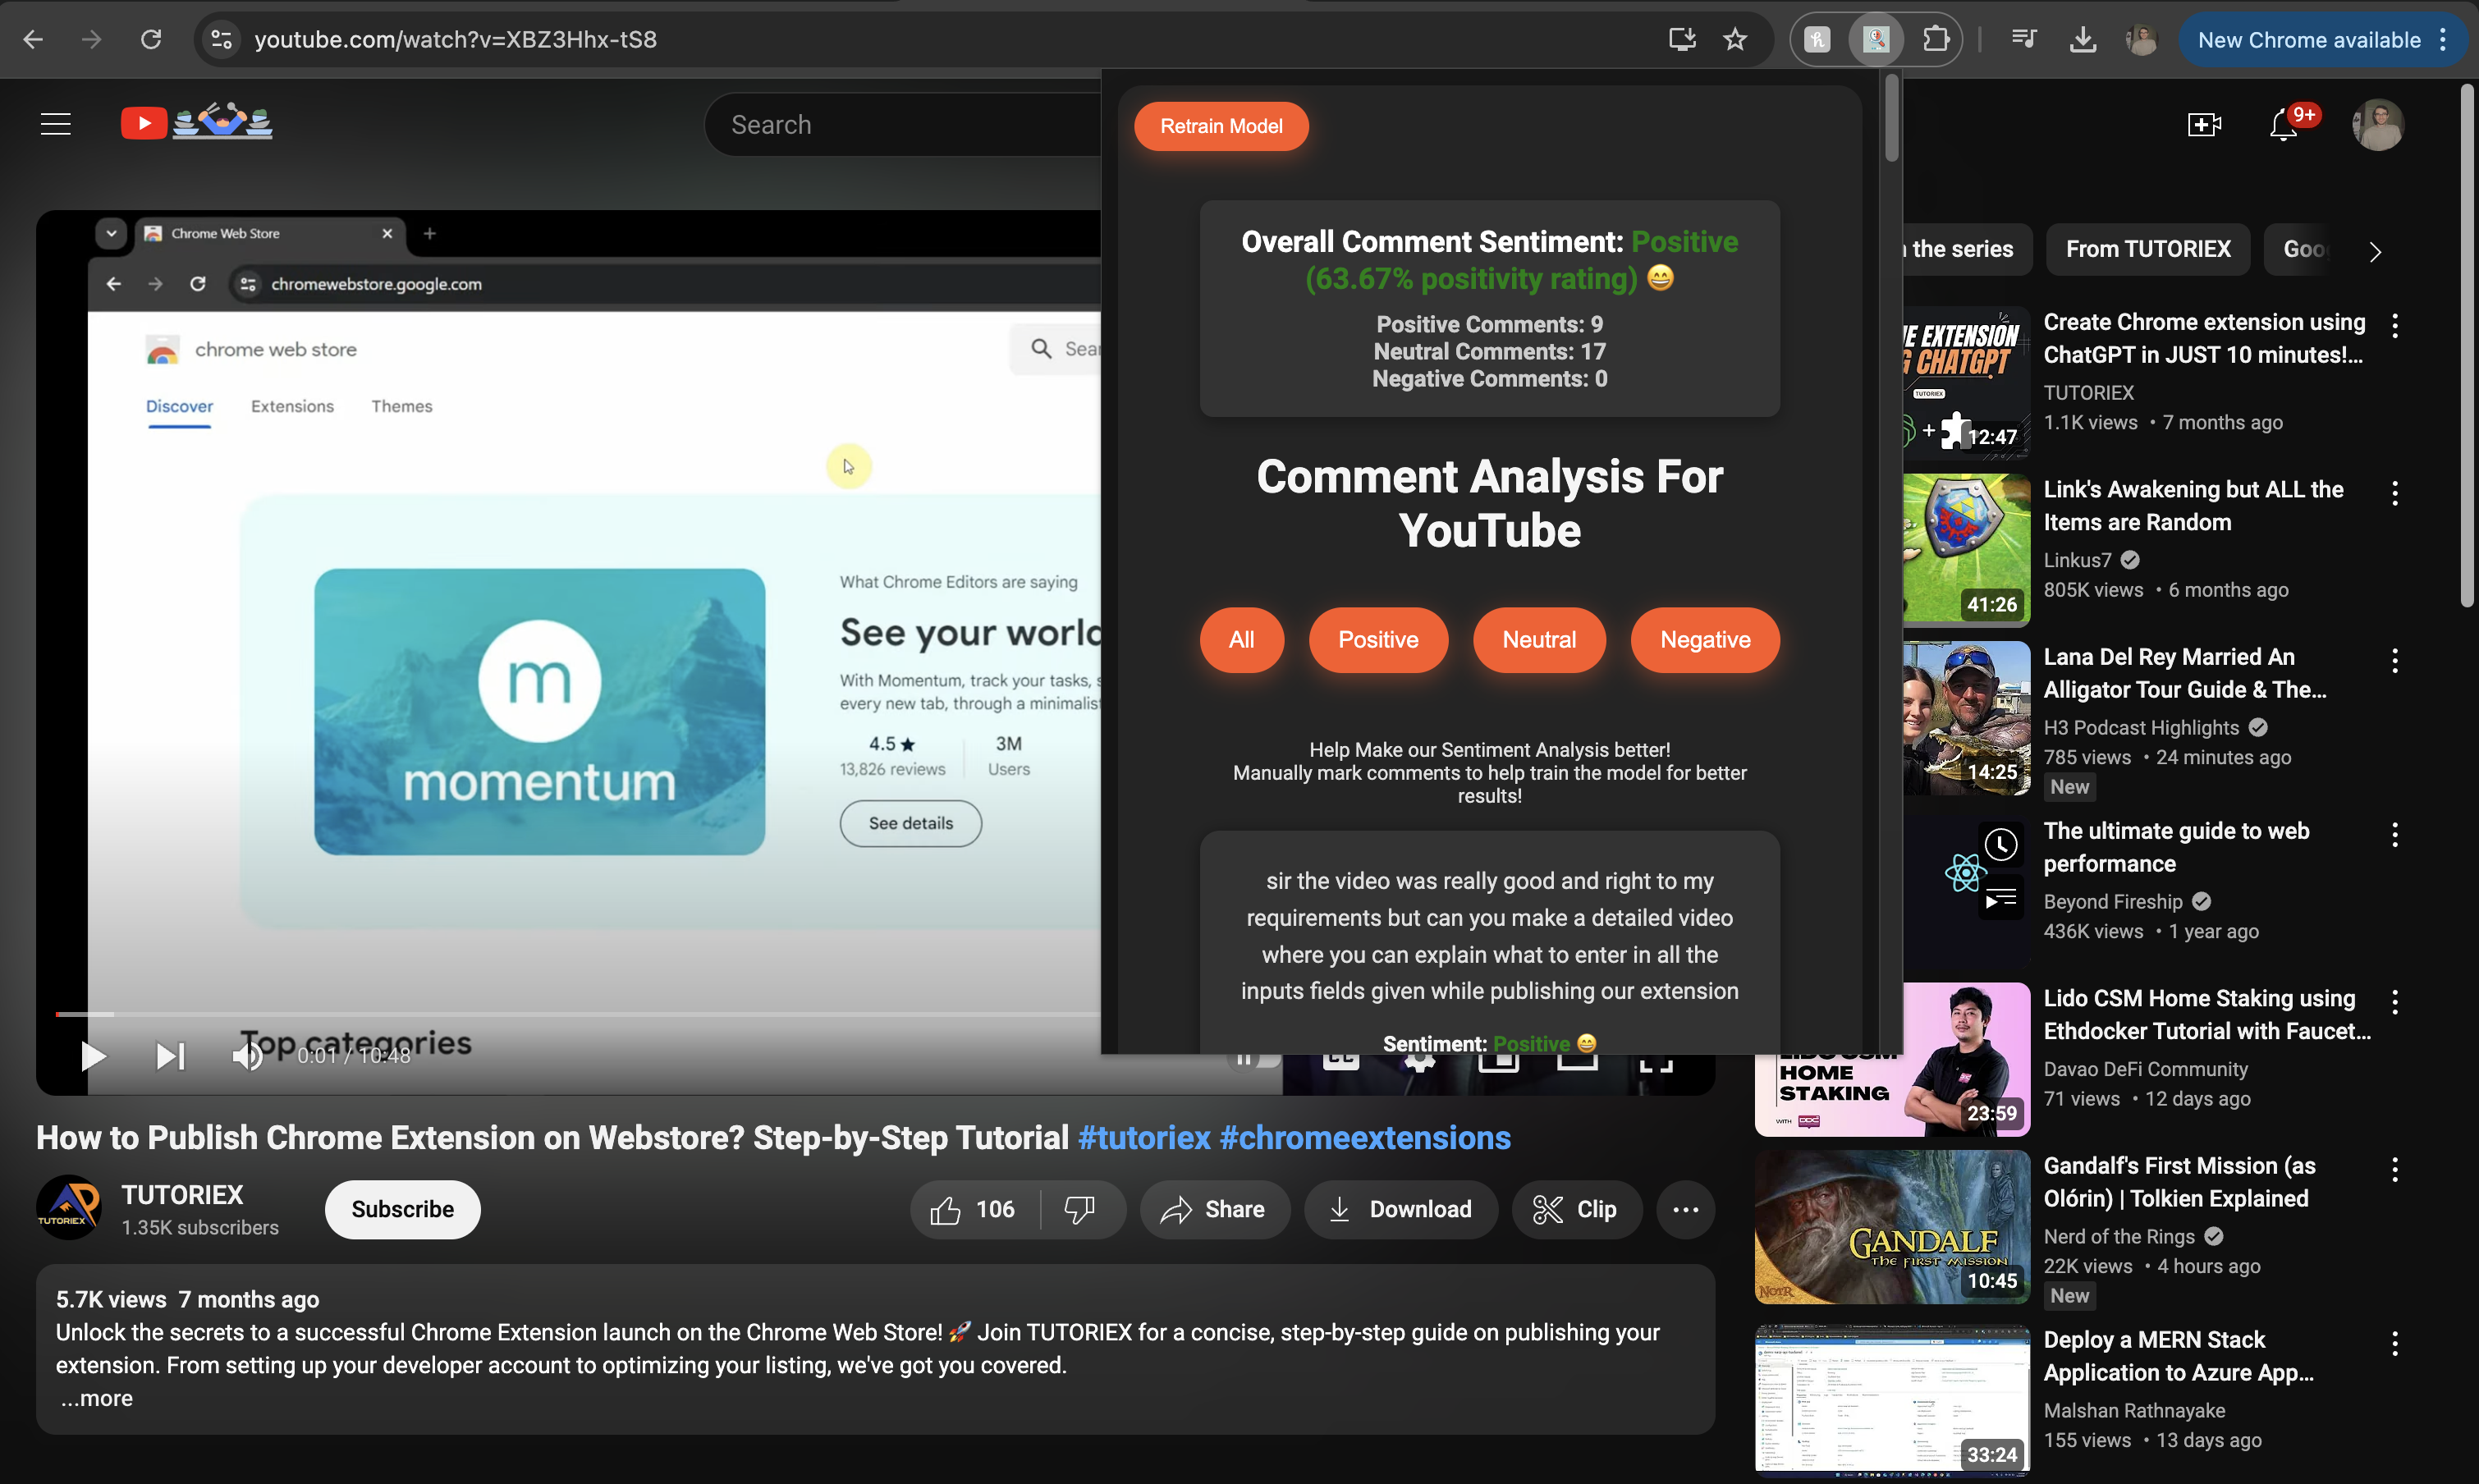 youtube.com/watch?v=XBZ3Hhx-tS8
New Chrome available
Search
9+
Retrain Model
Overall Comment Sentiment: Positive
(63.67% positivity rating) 😄
Positive Comments: 9
Neutral Comments: 17
Negative Comments: 0
Comment Analysis For
YouTube
All
Positive
Neutral
Negative
Help Make our Sentiment Analysis better!
Manually mark comments to help train the model for better
results!
sir the video was really good and right to my
requirements but can you make a detailed video
where you can explain what to enter in all the
inputs fields given while publishing our extension
Sentiment: Positive 😄
Chrome Web Store
chromewebstore.google.com
chrome web store
Discover
Extensions
Themes
m
momentum
What Chrome Editors are saying
See your
With Momentum, track your tasks,
every new tab, through a
4.5 ★
13,826 reviews
3M
Users
See details
Top categories
0:01 / 10:48
CC
How to Publish Chrome Extension on Webstore? Step-by-Step Tutorial #tutoriex #chromeextensions
TUTORIEX
TUTORIEX
1.35K subscribers
Subscribe
106
Share
Download
Clip
5.7K views 7 months ago
Unlock the secrets to a successful Chrome Extension launch on the Chrome Web Store! 🚀 Join TUTORIEX for a concise, step-by-step guide on publishing your
extension. From setting up your developer account to optimizing your listing, we've got you covered.
...more
the series
From TUTORIEX
EXTENSION
CHATGPT
TUTORIEX
+
12:47
Create Chrome extension using
ChatGPT in JUST 10 minutes!...
TUTORIEX
1.1K views • 7 months ago
41:26
Link's Awakening but ALL the
Items are Random
Linkus7
805K views • 6 months ago
14:25
Lana Del Rey Married An
Alligator Tour Guide & The...
H3 Podcast Highlights
785 views • 24 minutes ago
New
The ultimate guide to web
performance
Beyond Fireship
436K views • 1 year ago
HOME
STAKING
WITH
23:59
Lido CSM Home Staking using
Ethdocker Tutorial with Faucet...
Davao DeFi Community
71 views • 12 days ago
GANDALF
THE FIRST MISSION
NOTR
10:45
Gandalf's First Mission (as
Olórin) | Tolkien Explained
Nerd of the Rings
22K views • 4 hours ago
New
33:24
Deploy a MERN Stack
Application to Azure App...
Malshan Rathnayake
155 views • 13 days ago